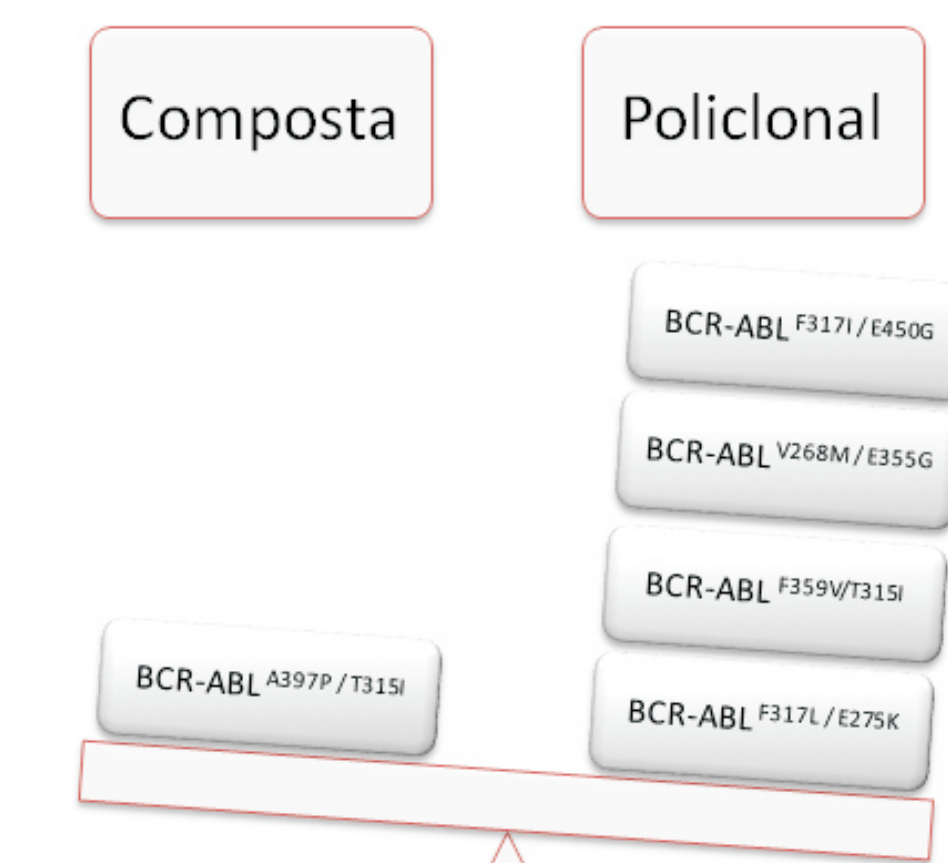 Composta
Policlonal
BCR-ABL F317I / E450G
BCR-ABL V268M / E355G
BCR-ABL F359V/T315I
BCR-ABL A397P / T315I
BCR-ABL F317L / E275K